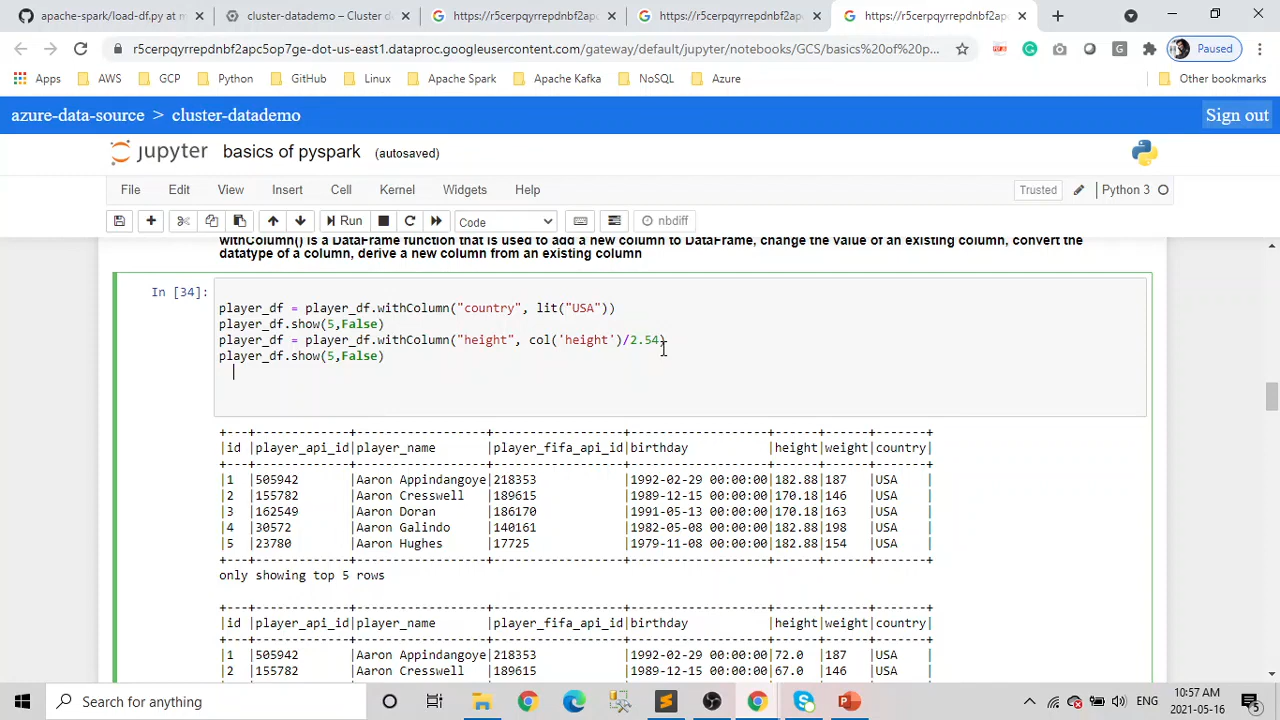 apache-spark/load-dfpy at m
cluster-datademo – Cluster d
https://r5cerpqyrrepdnbf2apc
https://r5cerpqyrrepdnbf2apc
https://r5cerpqyrrepdnbf2apc
r5cerpqyrrepdnbf2apc5op7ge-dot-us-east1.dataproc.googleusercontent.com/gateway/default/jupyter/notebooks/GCS/basics%20of%20p...
Paused
Apps AWS GCP Python GitHub Linux Apache Spark Apache Kafka NoSQL Azure Other bookmarks
azure-data-source > cluster-datademo Sign out
jupyter basics of pyspark (autosaved)
File Edit View Insert Cell Kernel Widgets Help Trusted Python 3
Run Code nbdiff
withColumn() is a DataFrame function that is used to add a new column to DataFrame, change the value of an existing column, convert the
datatype of a column, derive a new column from an existing column
In [34]:
player_df = player_df.withColumn("country", lit("USA"))
player_df.show(5,False)
player_df = player_df.withColumn("height", col('height')/2.54)
player_df.show(5,False)
+---+-------------+------------------+------------------+-------------------+------+------+-------+
|id |player_api_id|player_name       |player_fifa_api_id|birthday           |height|weight|country|
+---+-------------+------------------+------------------+-------------------+------+------+-------+
|1  |505942       |Aaron Appindangoye|218353            |1992-02-29 00:00:00|182.88|187   |USA    |
|2  |155782       |Aaron Cresswell   |189615            |1989-12-15 00:00:00|170.18|146   |USA    |
|3  |162549       |Aaron Doran       |186170            |1991-05-13 00:00:00|170.18|163   |USA    |
|4  |30572        |Aaron Galindo     |140161            |1982-05-08 00:00:00|182.88|198   |USA    |
|5  |23780        |Aaron Hughes      |17725             |1979-11-08 00:00:00|182.88|154   |USA    |
+---+-------------+------------------+------------------+-------------------+------+------+-------+
only showing top 5 rows
+---+-------------+------------------+------------------+-------------------+------+------+-------+
|id |player_api_id|player_name       |player_fifa_api_id|birthday           |height|weight|country|
+---+-------------+------------------+------------------+-------------------+------+------+-------+
|1  |505942       |Aaron Appindangoye|218353            |1992-02-29 00:00:00|72.0  |187   |USA    |
|2  |155782       |Aaron Cresswell   |189615            |1989-12-15 00:00:00|67.0  |146   |USA    |
Search for anything
ENG
10:57 AM
2021-05-16
5